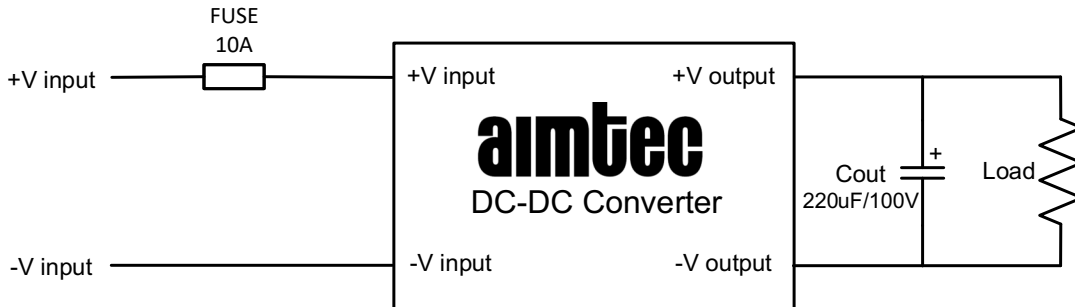 FUSE
10A
+V input
+V input
+V output
aimtec
DC-DC Converter
Cout
+
220uF/100V
Load
-V input
-V input
-V output